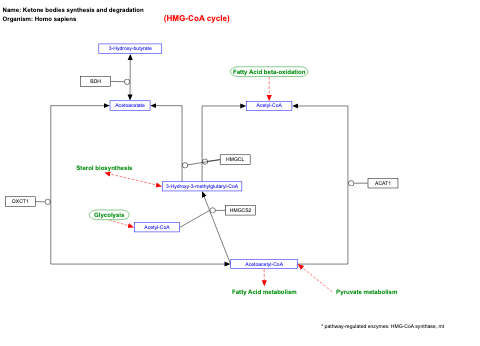 Name: Ketone bodies synthesis and degradation
Organism: Homo sapiens
(HMG-CoA cycle)
3-Hydroxy-butyrate
Fatty Acid beta-oxidation
BDH
Acetoacetate
Acetyl-CoA
HMGCL
Sterol biosynthesis
3-Hydroxy-3-methylglutaryl-CoA
ACAT1
OXCT1
Glycolysis
HMGCS2
Acetyl-CoA
Acetoacetyl-CoA
Fatty Acid metabolism
Pyruvate metabolism
* pathway-regulated enzymes: HMG-CoA synthase, mt